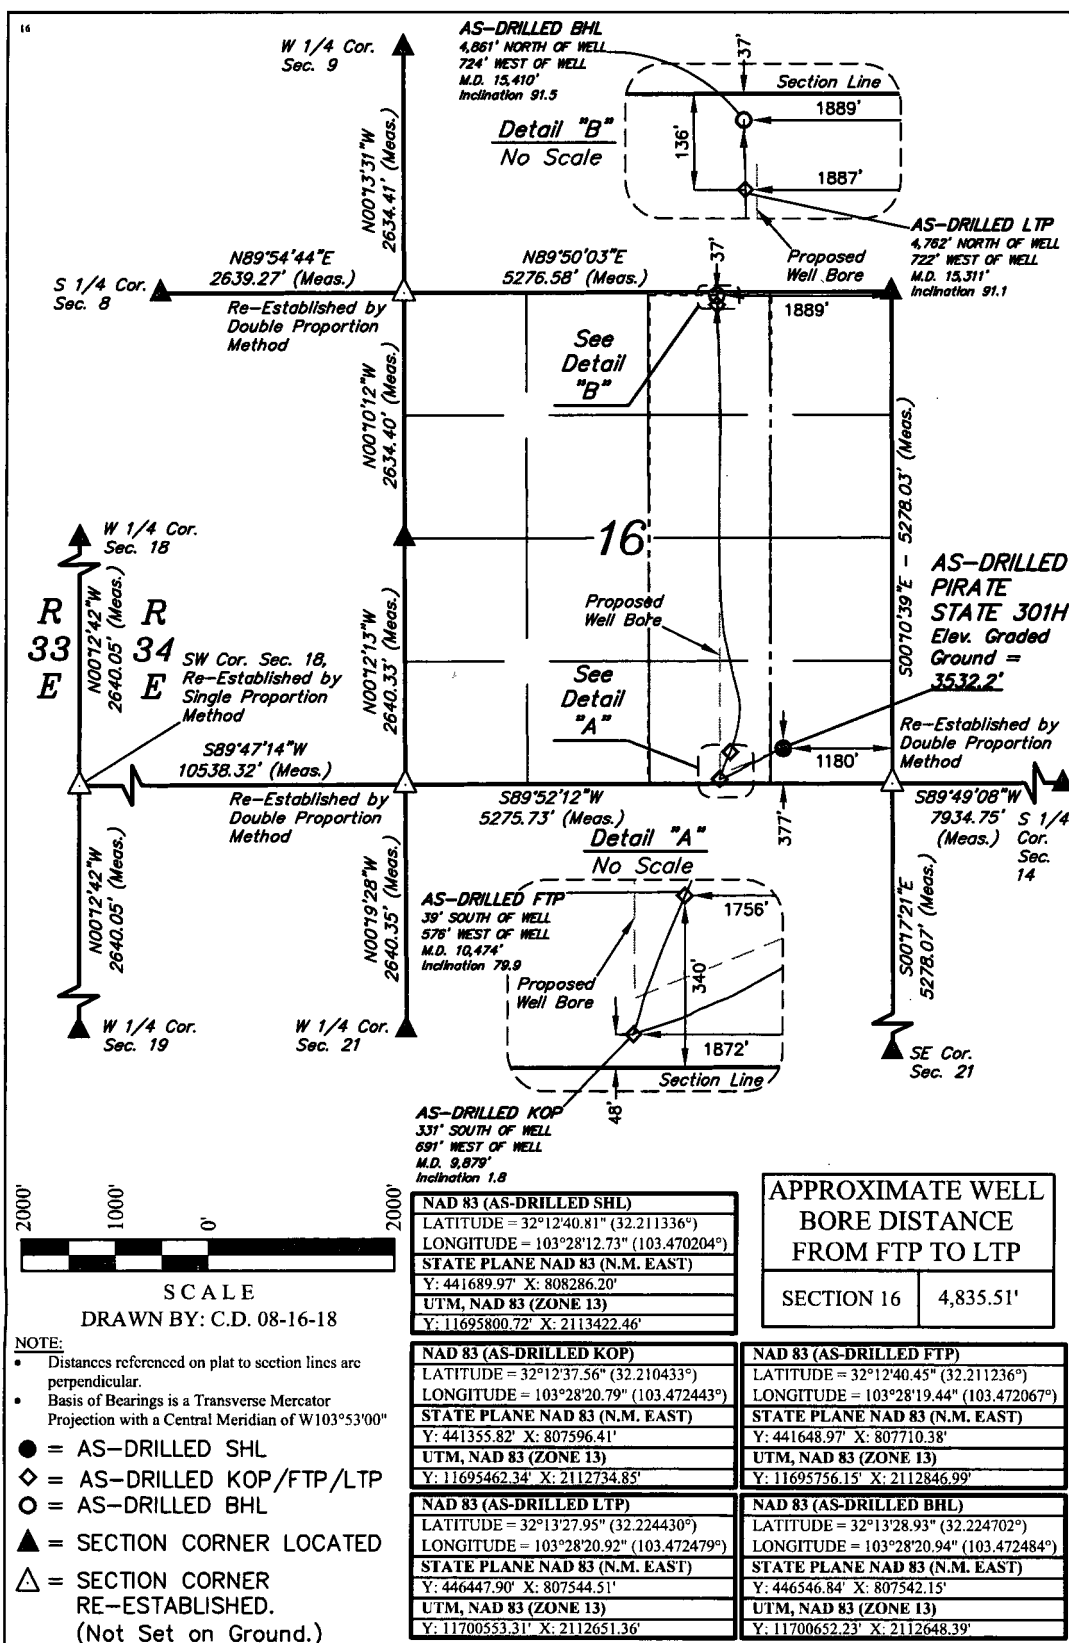 16
AS-DRILLED BHL
4,861' NORTH OF WELL
724' WEST OF WELL
M.D. 15,410'
Inclination 91.5
W 1/4 Cor.
Sec. 9
37'
Section Line
1889'
Detail "B"
No Scale
136'
1887'
N00°13'31"W
2634.41' (Meas.)
AS-DRILLED LTP
4,762' NORTH OF WELL
722' WEST OF WELL
M.D. 15,311'
Inclination 91.1
Proposed
Well Bore
N89°54'44"E
2639.27' (Meas.)
N89°50'03"E
5276.58' (Meas.)
37'
S 1/4 Cor.
Sec. 8
Re-Established by
Double Proportion
Method
1889'
See
Detail
"B"
N00°10'12"W
2634.40' (Meas.)
S00°10'39"E - 5278.03' (Meas.)
W 1/4 Cor.
Sec. 18
16
AS-DRILLED
PIRATE
STATE 301H
Elev. Graded
Ground =
3532.2'
R
33
E
N00°12'42"W
2640.05' (Meas.)
R
34
E
SW Cor. Sec. 18,
Re-Established by
Single Proportion
Method
N00°12'13"W
2640.33' (Meas.)
Proposed
Well Bore
See
Detail
"A"
Re-Established by
Double Proportion
Method
1180'
S89°47'14"W
10538.32' (Meas.)
Re-Established by
Double Proportion
Method
S89°52'12"W
5275.73' (Meas.)
377'
S89°49'08"W
7934.75'
(Meas.)
S 1/4
Cor.
Sec.
14
Detail "A"
No Scale
N00°12'42"W
2640.05' (Meas.)
N00°19'28"W
2640.35' (Meas.)
AS-DRILLED FTP
39' SOUTH OF WELL
576' WEST OF WELL
M.D. 10,474'
Inclination 79.9
1756'
340'
Proposed
Well Bore
1872'
Section Line
48'
S00°17'21"E
5278.07' (Meas.)
W 1/4 Cor.
Sec. 19
W 1/4 Cor.
Sec. 21
SE Cor.
Sec. 21
AS-DRILLED KOP
331' SOUTH OF WELL
691' WEST OF WELL
M.D. 9,879'
Inclination 1.8
2000'
1000'
0'
2000'
SCALE
DRAWN BY: C.D. 08-16-18
NOTE:
• Distances referenced on plat to section lines are
perpendicular.
• Basis of Bearings is a Transverse Mercator
Projection with a Central Meridian of W103°53'00"
= AS-DRILLED SHL
= AS-DRILLED KOP/FTP/LTP
= AS-DRILLED BHL
= SECTION CORNER LOCATED
= SECTION CORNER
RE-ESTABLISHED.
(Not Set on Ground.)
NAD 83 (AS-DRILLED SHL)
LATITUDE = 32°12'40.81" (32.211336°)
LONGITUDE = 103°28'12.73" (103.470204°)
STATE PLANE NAD 83 (N.M. EAST)
Y: 441689.97' X: 808286.20'
UTM, NAD 83 (ZONE 13)
Y: 11695800.72' X: 2113422.46'
APPROXIMATE WELL
BORE DISTANCE
FROM FTP TO LTP
SECTION 16 4,835.51'
NAD 83 (AS-DRILLED KOP)
LATITUDE = 32°12'37.56" (32.210433°)
LONGITUDE = 103°28'20.79" (103.472443°)
STATE PLANE NAD 83 (N.M. EAST)
Y: 441355.82' X: 807596.41'
UTM, NAD 83 (ZONE 13)
Y: 11695462.34' X: 2112734.85'
NAD 83 (AS-DRILLED FTP)
LATITUDE = 32°12'40.45" (32.211236°)
LONGITUDE = 103°28'19.44" (103.472067°)
STATE PLANE NAD 83 (N.M. EAST)
Y: 441648.97' X: 807710.38'
UTM, NAD 83 (ZONE 13)
Y: 11695756.15' X: 2112846.99'
NAD 83 (AS-DRILLED LTP)
LATITUDE = 32°13'27.95" (32.224430°)
LONGITUDE = 103°28'20.92" (103.472479°)
STATE PLANE NAD 83 (N.M. EAST)
Y: 446447.90' X: 807544.51'
UTM, NAD 83 (ZONE 13)
Y: 11700553.31' X: 2112651.36'
NAD 83 (AS-DRILLED BHL)
LATITUDE = 32°13'28.93" (32.224702°)
LONGITUDE = 103°28'20.94" (103.472484°)
STATE PLANE NAD 83 (N.M. EAST)
Y: 446546.84' X: 807542.15'
UTM, NAD 83 (ZONE 13)
Y: 11700652.23' X: 2112648.39'